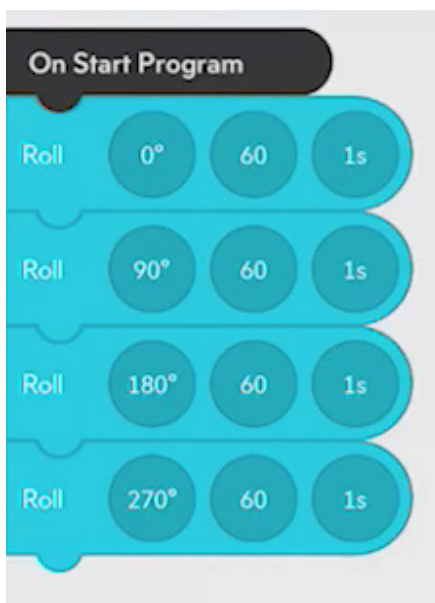 On Start Program
Roll 0° 60 1s
Roll 90° 60 1s
Roll 180° 60 1s
Roll 270° 60 1s